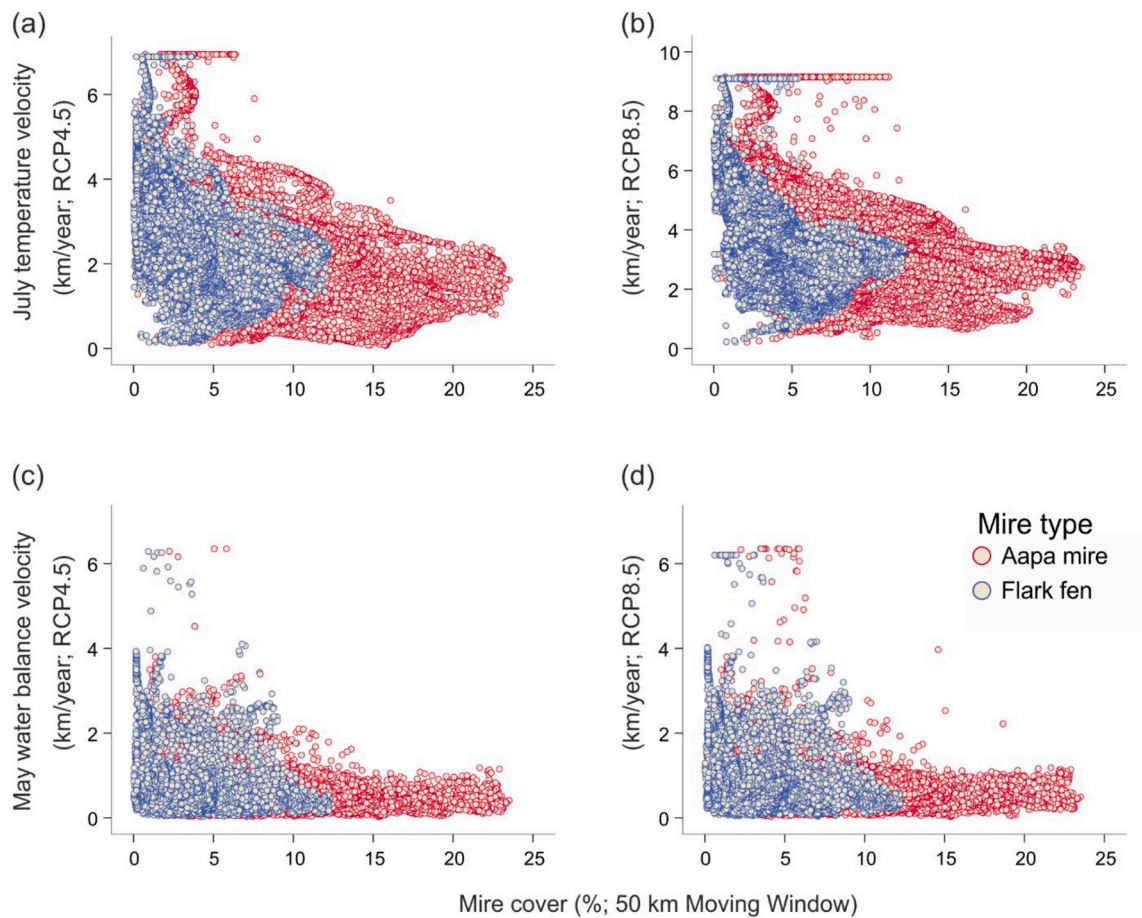 (a)
(b)
July temperature velocity
(km/year; RCP4.5)
6
4
2
0
0 5 10 15 20 25
(km/year; RCP8.5)
10
8
6
4
2
0
0 5 10 15 20 25
(c)
(d)
May water balance velocity
(km/year; RCP4.5)
6
4
2
0
0 5 10 15 20 25
(km/year; RCP8.5)
6
4
2
0
0 5 10 15 20 25
Mire type
Aapa mire
Flark fen
Mire cover (%; 50 km Moving Window)